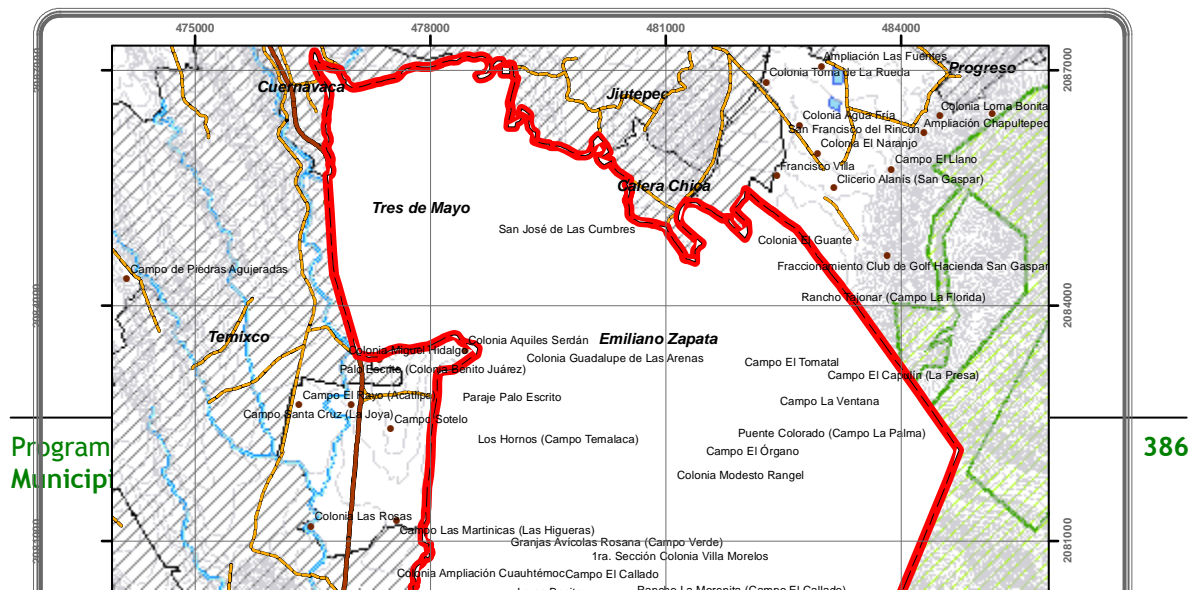 475000 478000 481000 484000
Ampliación Las Fuentes
Progreso
Colonia Toma de La Rueda
2087000
2087000
Cuernavaca
Jiutepec
Colonia Loma Bonita
Colonia Agua Fría
Ampliación Chapultepec
San Francisco del Rincón
Colonia El Naranjo
Campo El Llano
Francisco Villa
Clicerio Alanís (San Gaspar)
Calera Chica
Tres de Mayo
San José de Las Cumbres
Colonia El Guante
Campo de Piedras Agujeradas
Fraccionamiento Club de Golf Hacienda San Gaspar
2084000
2084000
Temixco
Emiliano Zapata
Colonia Aquiles Serdán
Colonia Miguel Hidalgo
Colonia Guadalupe de Las Arenas
Campo El Tomatal
Palo Escrito (Colonia Benito Juárez)
Campo El Capulín (La Presa)
Campo El Rayo (Acatlipa)
Paraje Palo Escrito
Campo La Ventana
Campo Santa Cruz (La Joya)
Campo Sotelo
Puente Colorado (Campo La Palma)
Los Hornos (Campo Temalaca)
Campo El Órgano
Program
386
Municipi
Colonia Modesto Rangel
Colonia Las Rosas
Campo Las Martinicas (Las Higueras)
Granjas Avícolas Rosana (Campo Verde)
2081000
1ra. Sección Colonia Villa Morelos
Colonia Ampliación Cuauhtémoc
Campo El Callado